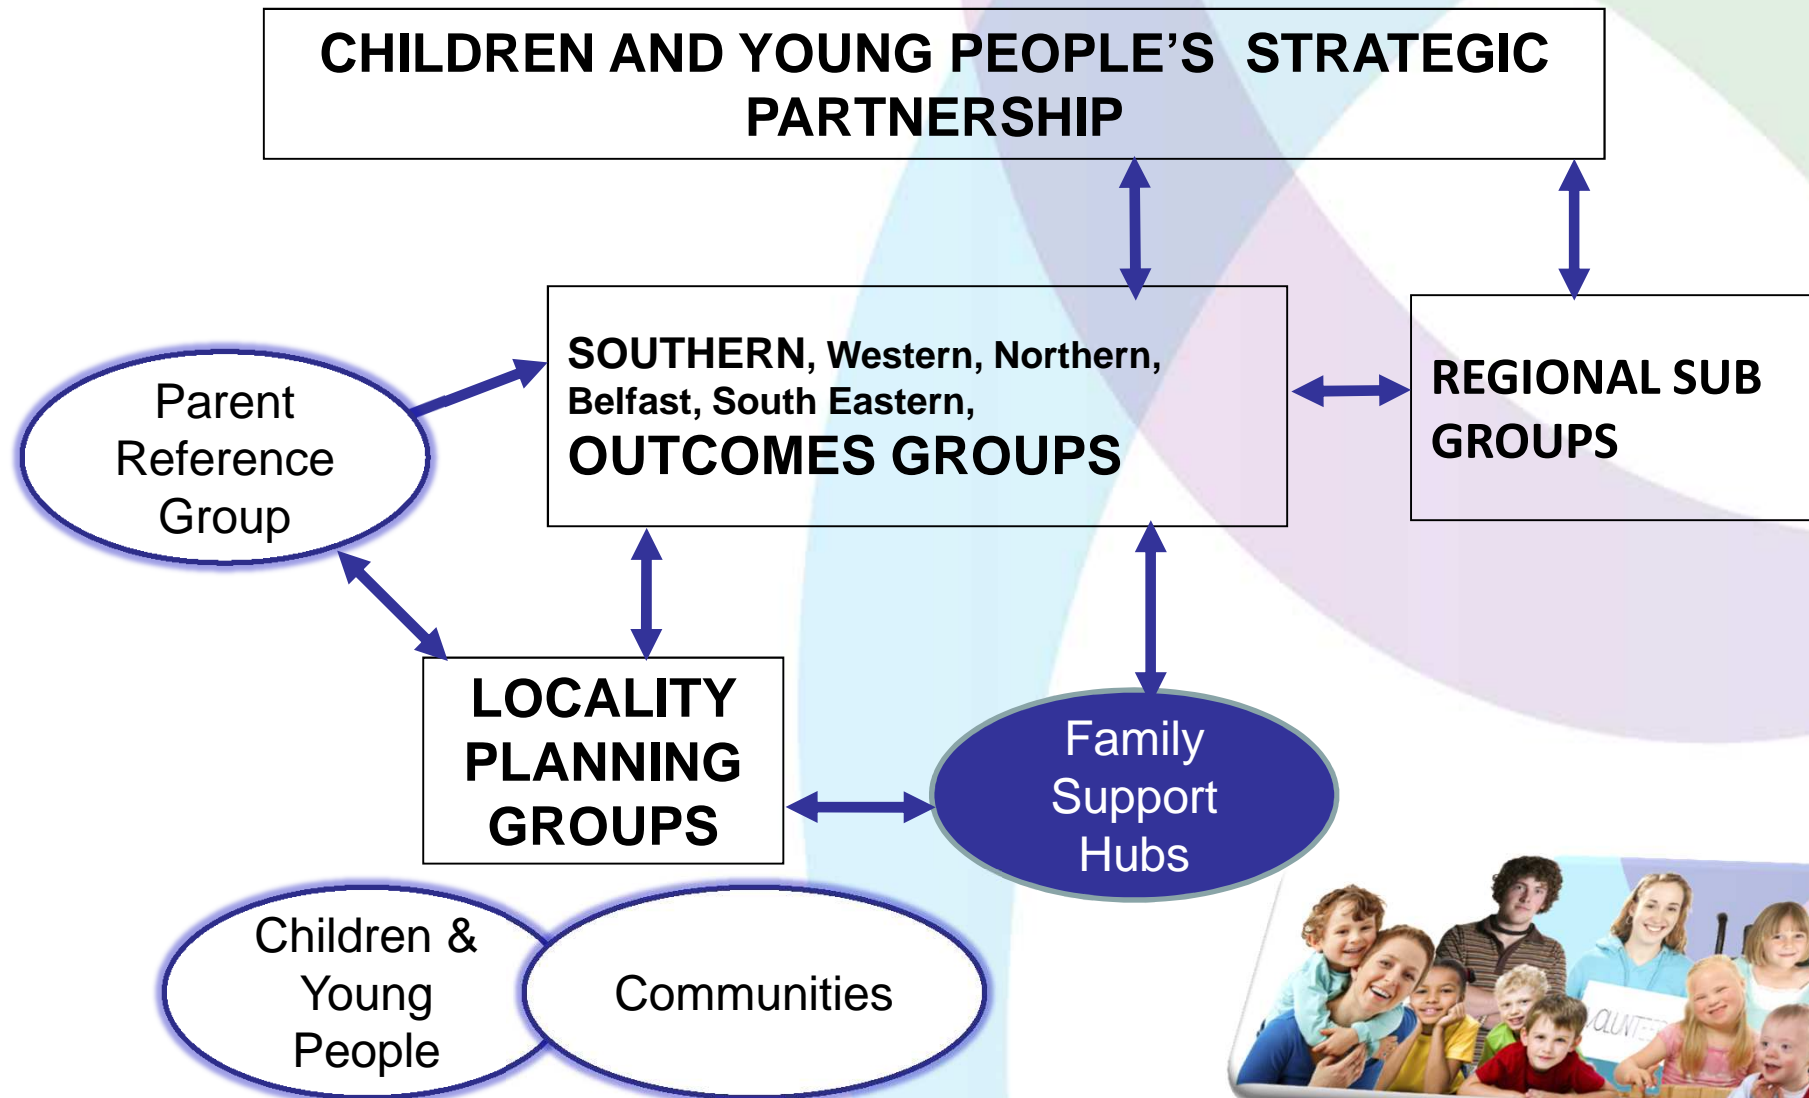 CHILDREN AND YOUNG PEOPLE’S STRATEGIC
PARTNERSHIP
SOUTHERN, Western, Northern,
Belfast, South Eastern,
OUTCOMES GROUPS
REGIONAL SUB
GROUPS
Parent
Reference
Group
LOCALITY
PLANNING
GROUPS
Family
Support
Hubs
Children &
Young
People
Communities